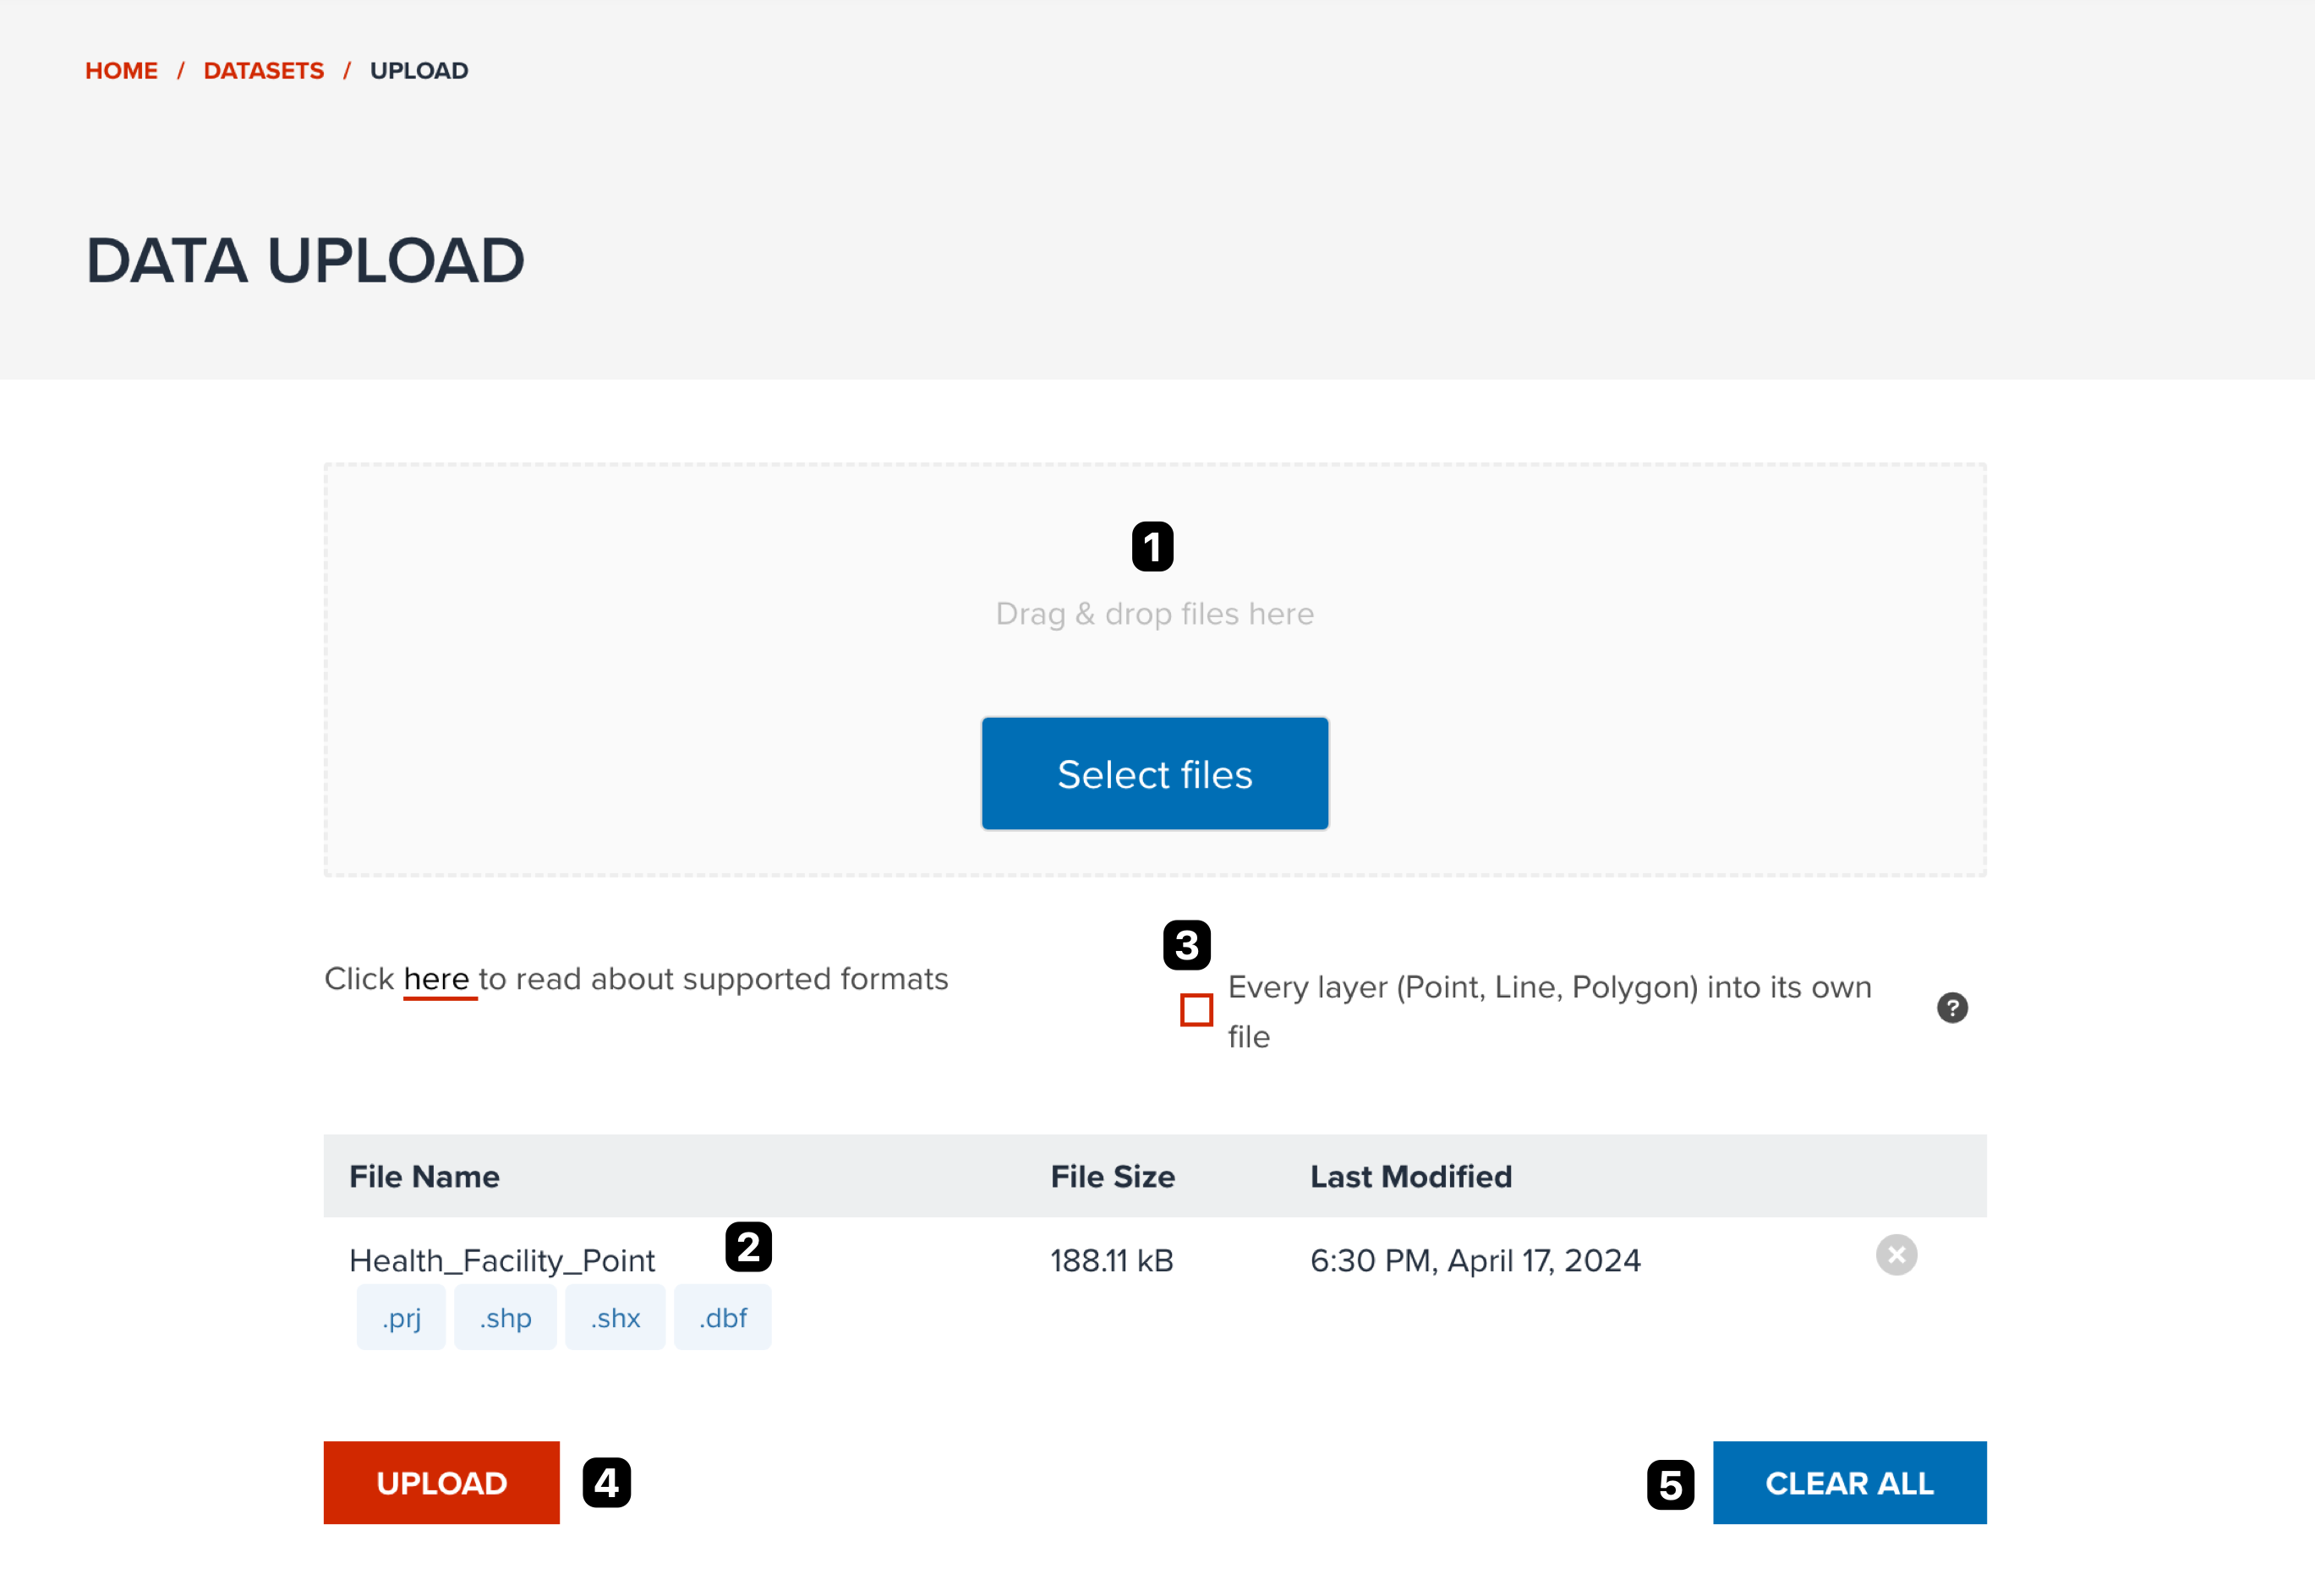 HOME / DATASETS / UPLOAD
DATA UPLOAD
1
Drag & drop files here
Select files
3
Click here to read about supported formats
Every layer (Point, Line, Polygon) into its own
file
?
File Name File Size Last Modified
Health_Facility_Point 2 188.11 kB 6:30 PM, April 17, 2024
.prj .shp .shx .dbf
UPLOAD 4 5 CLEAR ALL